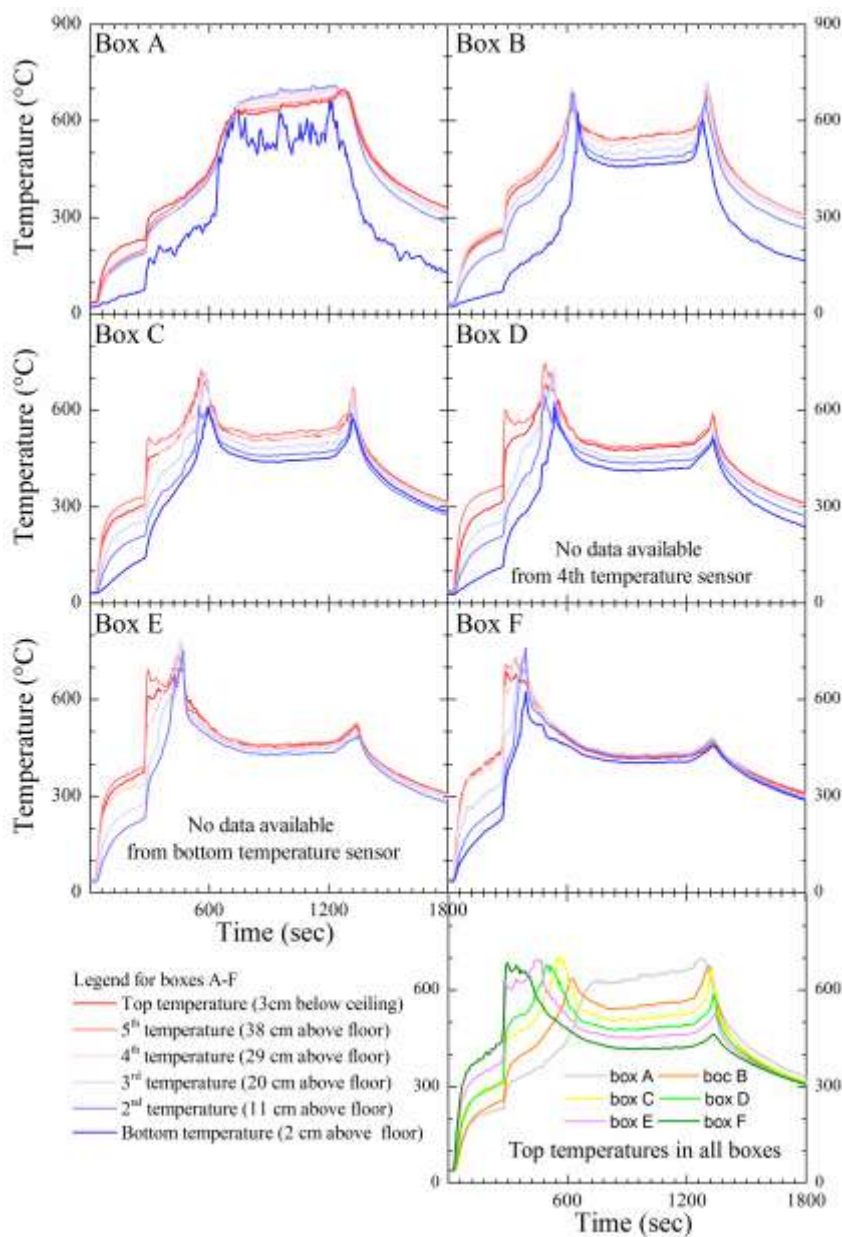 900
Box A
Box B
900
Temperature (°C)
600
600
300
300
0
0
Box C
Box D
Temperature (°C)
600
600
300
No data available
from 4th temperature sensor
300
0
0
Box E
Box F
Temperature (°C)
600
600
300
No data available
from bottom temperature sensor
300
0
0
600
1200
1800
Time (sec)
Legend for boxes A-F
Top temperature (3cm below ceiling)
5th temperature (38 cm above floor)
4th temperature (29 cm above floor)
3rd temperature (20 cm above floor)
2nd temperature (11 cm above floor)
Bottom temperature (2 cm above floor)
600
600
300
300
box A
boc B
box C
box D
box E
box F
Top temperatures in all boxes
0
0
600
1200
1800
Time (sec)